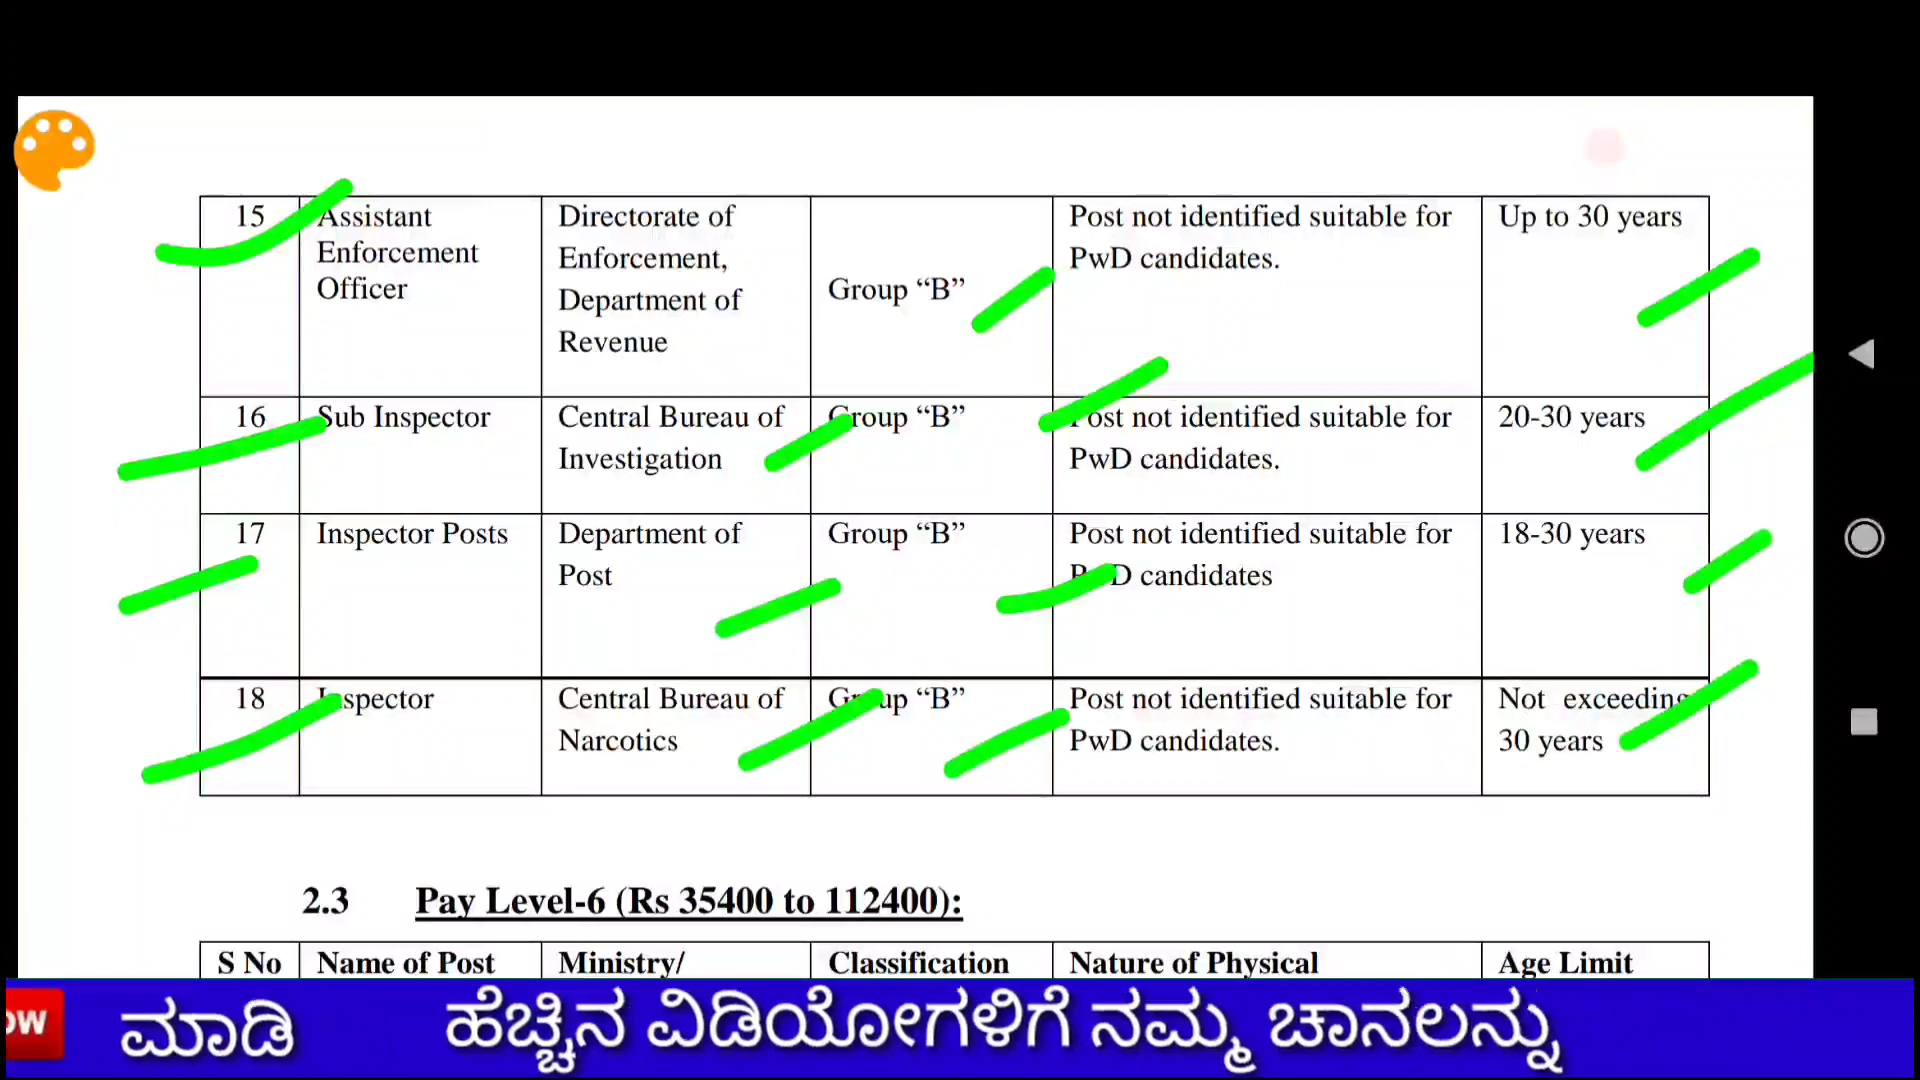 15 Assistant Enforcement Officer Directorate of Enforcement, Department of Revenue Group “B” Post not identified suitable for PwD candidates. Up to 30 years
16 Sub Inspector Central Bureau of Investigation Group “B” Post not identified suitable for PwD candidates. 20-30 years
17 Inspector Posts Department of Post Group “B” Post not identified suitable for PwD candidates 18-30 years
18 Inspector Central Bureau of Narcotics Group “B” Post not identified suitable for PwD candidates. Not exceeding 30 years
2.3 Pay Level-6 (Rs 35400 to 112400):
S No Name of Post Ministry/ Classification Nature of Physical Age Limit
ಮಾಡಿ ಹೆಚ್ಚಿನ ವಿಡಿಯೋಗಳಿಗೆ ನಮ್ಮ ಚಾನಲನ್ನು